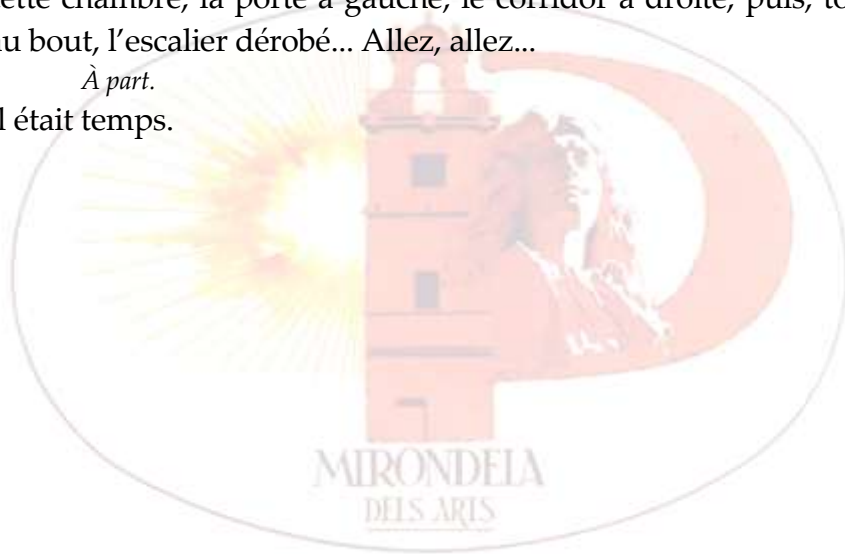 ette chambre, la porte à gauche, le corridor à droite, puis, to
au bout, l'escalier dérobé... Allez, allez...
À part.
l était temps.
MIRONDELA
DELS ARTS